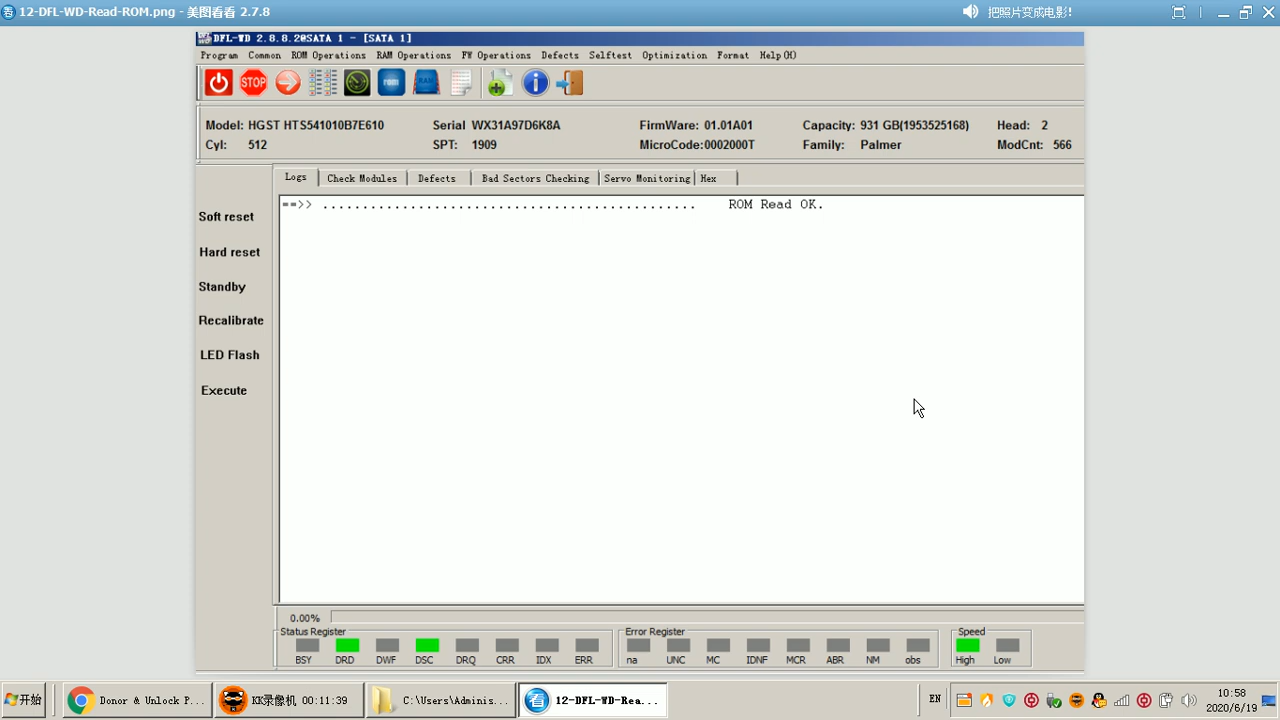 12-DFL-WD-Read-ROM.png - 美图看看 2.7.8
把照片变成电影!
DFL-WD 2.8.8.2@SATA 1 - [SATA 1]
Program Common ROM Operations RAM Operations FW Operations Defects Selftest Optimization Format Help(H)
STOP rom
Model: HGST HTS541010B7E610 Serial WX31A97D6K8A FirmWare: 01.01A01 Capacity: 931 GB(1953525168) Head: 2
Cyl: 512 SPT: 1909 MicroCode:0002000T Family: Palmer ModCnt: 566
Logs Check Modules Defects Bad Sectors Checking Servo Monitoring Hex
==>> ............................................... ROM Read OK.
Soft reset
Hard reset
Standby
Recalibrate
LED Flash
Execute
0.00%
Status Register Error Register Speed
BSY DRD DWF DSC DRQ CRR IDX ERR na UNC MC IDNF MCR ABR NM obs High Low
开始 Donor & Unlock P... KK录像机 00:11:39 C:\Users\Adminis... 看 12-DFL-WD-Rea... EN 10:58
2020/6/19